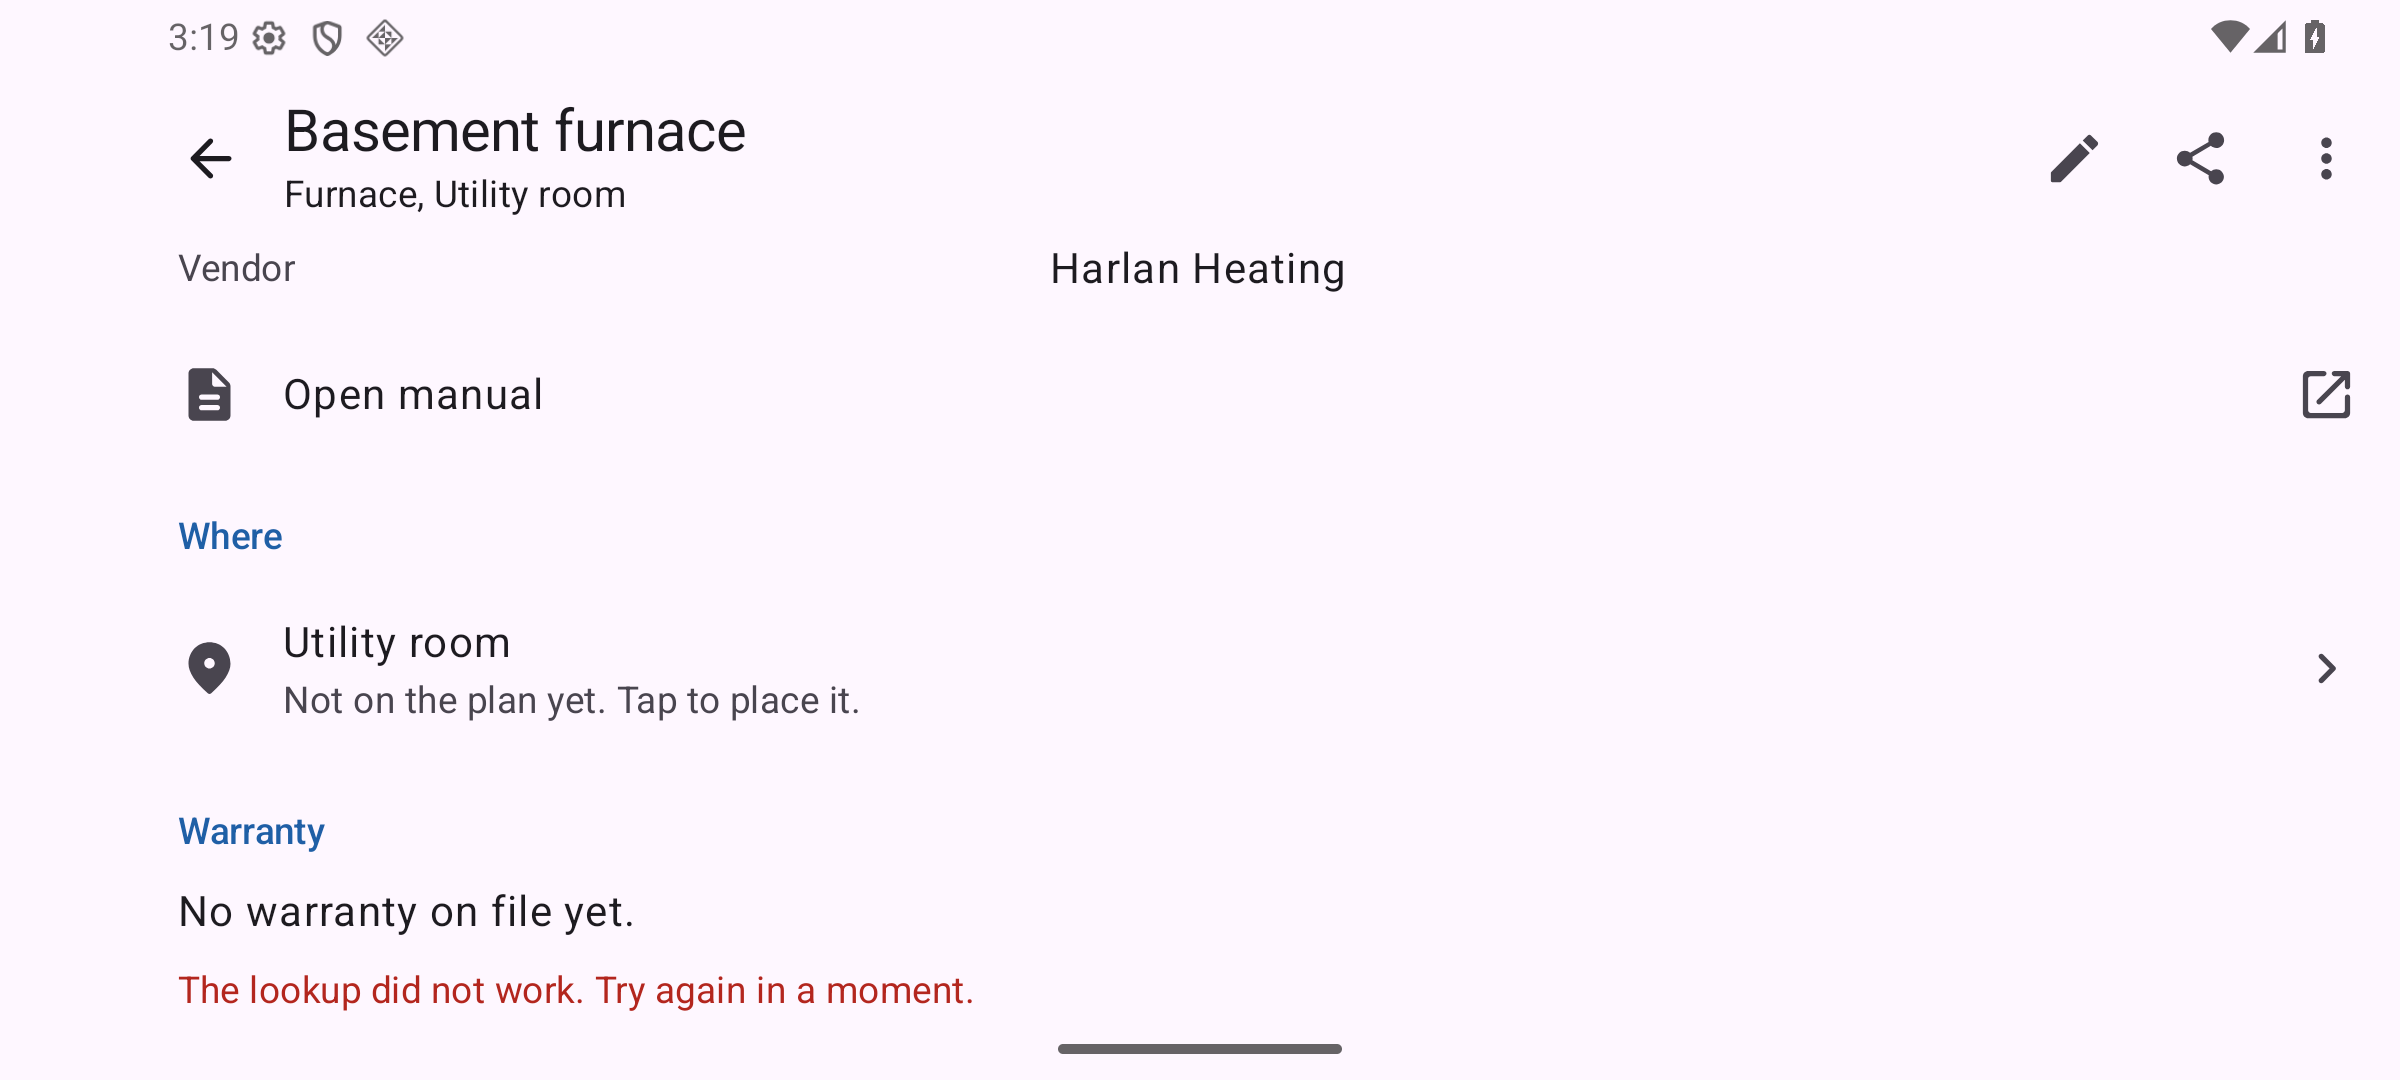 3:19
Basement furnace
Furnace, Utility room
Vendor
Harlan Heating
Open manual
Where
Utility room
Not on the plan yet. Tap to place it.
Warranty
No warranty on file yet.
The lookup did not work. Try again in a moment.